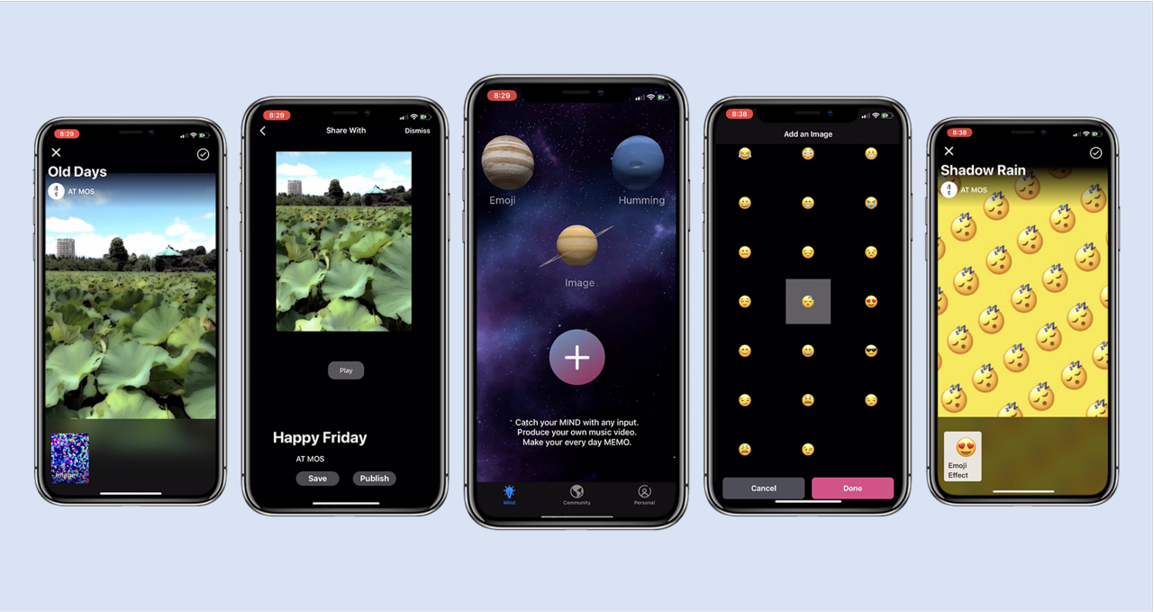 8:29
Old Days
AT MOS
8:29
Share With
Dismiss
Play
Happy Friday
AT MOS
Save
Publish
8:29
Emoji
Humming
Image
Catch your MIND with any input.
Produce your own music video.
Make your every day MEMO.
Mind
Community
Personal
8:38
Add an Image
Cancel
Done
8:38
Shadow Rain
AT MOS
Emoji
Effect